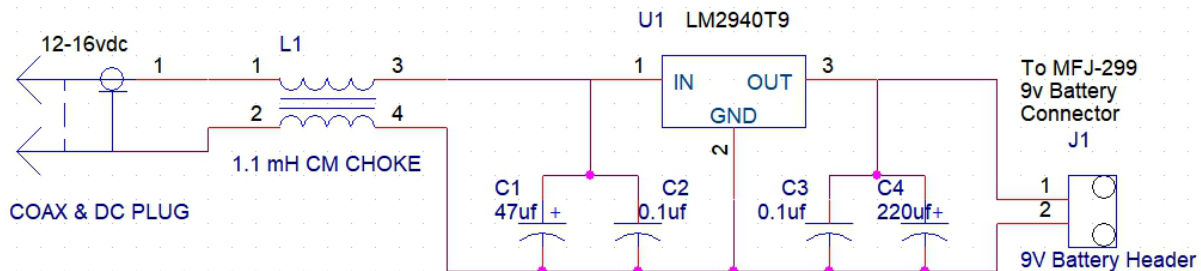 U1 LM2940T9
12-16vdc
L1
1
1
3
1
3
IN
OUT
GND
To MFJ-299
9v Battery
Connector
J1
2
4
2
1.1 mH CM CHOKE
C1
47uf +
C2
0.1uf
C3
0.1uf
C4
220uf+
1
2
COAX & DC PLUG
9V Battery Header